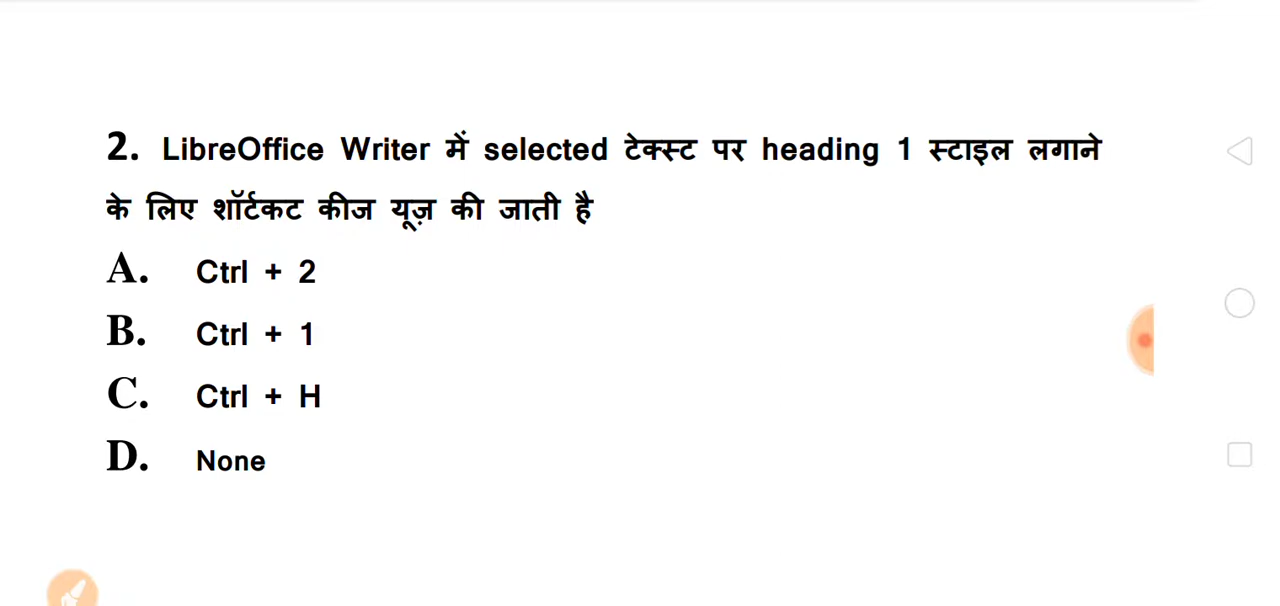 2. LibreOffice Writer में selected टेक्स्ट पर heading 1 स्टाइल लगाने
के लिए शॉर्टकट कीज यूज़ की जाती है
A. Ctrl + 2
B. Ctrl + 1
C. Ctrl + H
D. None